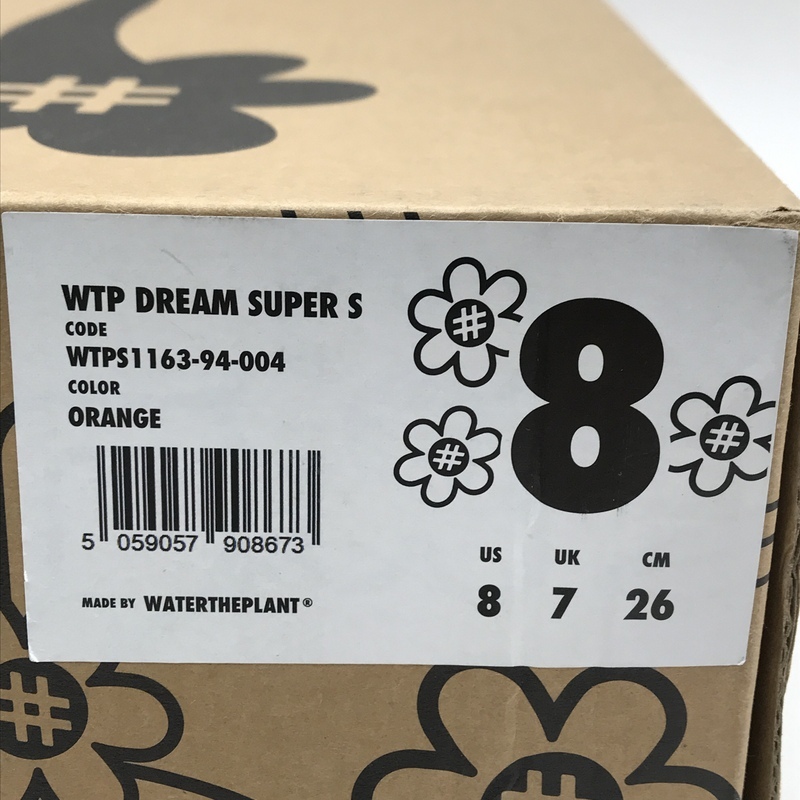 WTP DREAM SUPER S
CODE
WTPS1163-94-004
COLOR
ORANGE
5 059057 908673
MADE BY WATERTHEPLANT®
#
#
8
#
US UK CM
8 7 26
#
#
#